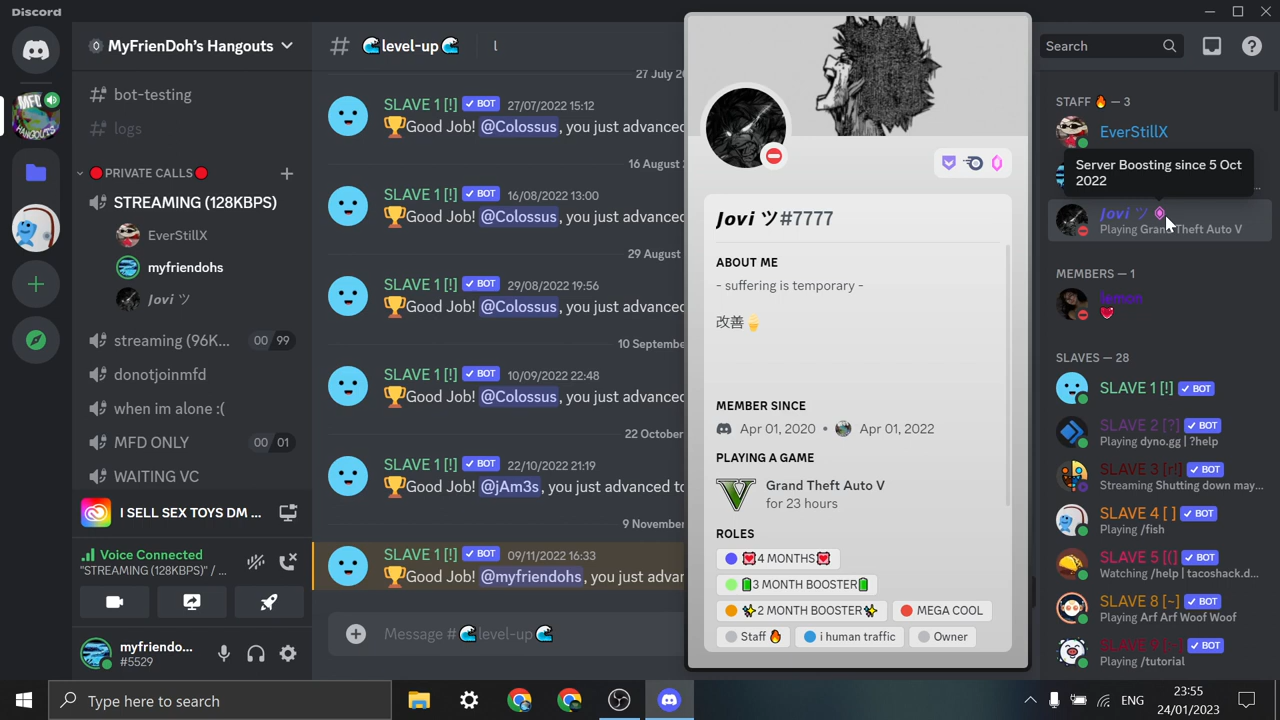 Discord
MyFrienDoh's Hangouts
# bot-testing
# logs
PRIVATE CALLS
STREAMING (128KBPS)
EverStillX
myfriendohs
Jovi ツ
streaming (96K...
00 99
donotjoinmfd
when im alone :(
MFD ONLY
00 01
WAITING VC
I SELL SEX TOYS DM ...
Voice Connected
"STREAMING (128KBPS)" / ...
myfriendo...
#5529
# 🌊level-up🌊
l
27 July 20
SLAVE 1 [!] ✓ BOT 27/07/2022 15:12
🏆Good Job! @Colossus, you just advanced
16 August
SLAVE 1 [!] ✓ BOT 16/08/2022 13:00
🏆Good Job! @Colossus, you just advanced
29 August
SLAVE 1 [!] ✓ BOT 29/08/2022 19:56
🏆Good Job! @Colossus, you just advanced
10 Septembe
SLAVE 1 [!] ✓ BOT 10/09/2022 22:48
🏆Good Job! @Colossus, you just advanced
22 October
SLAVE 1 [!] ✓ BOT 22/10/2022 21:19
🏆Good Job! @jAm3s, you just advanced to
9 November
SLAVE 1 [!] ✓ BOT 09/11/2022 16:33
🏆Good Job! @myfriendohs, you just advan
Message #🌊level-up🌊
Jovi ツ#7777
ABOUT ME
- suffering is temporary -
改善🍦
MEMBER SINCE
Apr 01, 2020 • Apr 01, 2022
PLAYING A GAME
Grand Theft Auto V
for 23 hours
ROLES
💟4 MONTHS💟
🔋3 MONTH BOOSTER🔋
✨2 MONTH BOOSTER✨
MEGA COOL
Staff 🔥
i human traffic
Owner
Search
STAFF 🔥 — 3
EverStillX
Server Boosting since 5 Oct
2022
Jovi ツ
Playing Grand Theft Auto V
MEMBERS — 1
lemon
SLAVES — 28
SLAVE 1 [!] ✓ BOT
SLAVE 2 [?] ✓ BOT
Playing dyno.gg | ?help
SLAVE 3 [r!] ✓ BOT
Streaming Shutting down may...
SLAVE 4 [ ] ✓ BOT
Playing /fish
SLAVE 5 [!] ✓ BOT
Watching /help | tacoshack.d...
SLAVE 8 [~] ✓ BOT
Playing Arf Arf Woof Woof
✓ BOT
Playing /tutorial
Type here to search
ENG
23:55
24/01/2023